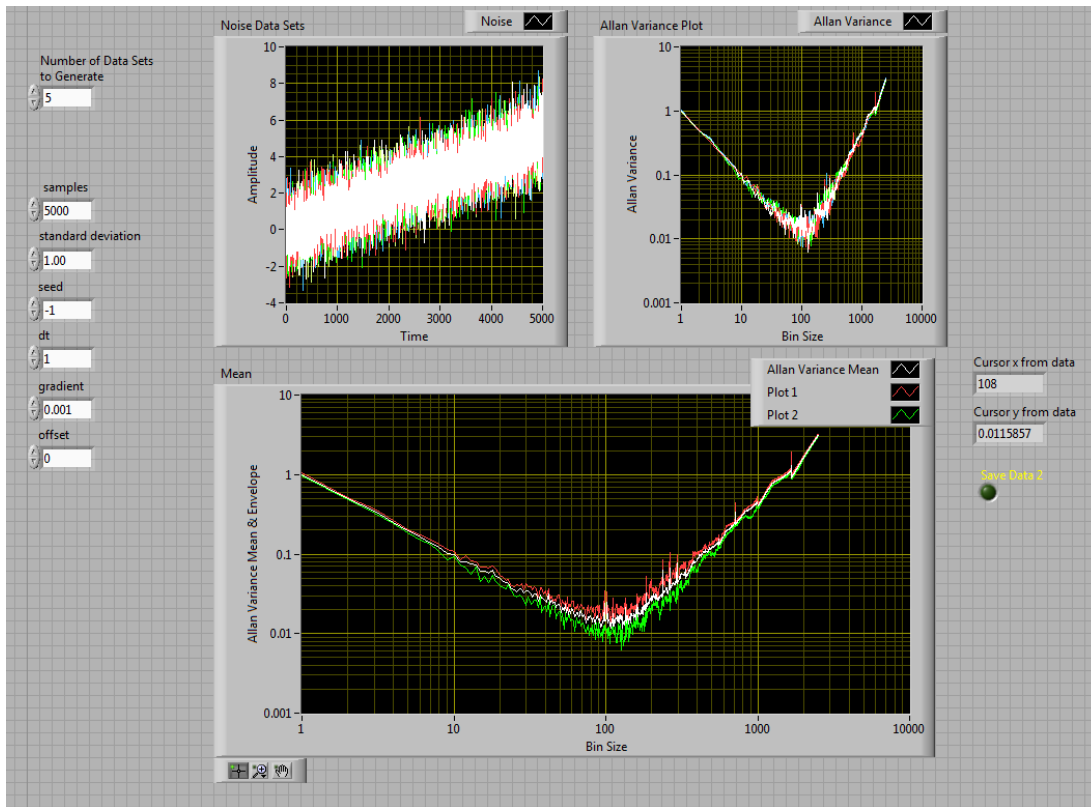 Number of Data Sets
to Generate
5
samples
5000
standard deviation
1.00
seed
-1
dt
1
gradient
0.001
offset
0
Noise Data Sets
Noise
10
8
6
4
2
0
-2
-4
Amplitude
0 1000 2000 3000 4000 5000
Time
Allan Variance Plot
Allan Variance
10
1
0.1
0.01
0.001
Allan Variance
1 10 100 1000 10000
Bin Size
Mean
Allan Variance Mean
Plot 1
Plot 2
10
1
0.1
0.01
0.001
Allan Variance Mean & Envelope
1 10 100 1000 10000
Bin Size
Cursor x from data
108
Cursor y from data
0.0115857
Save Data 2